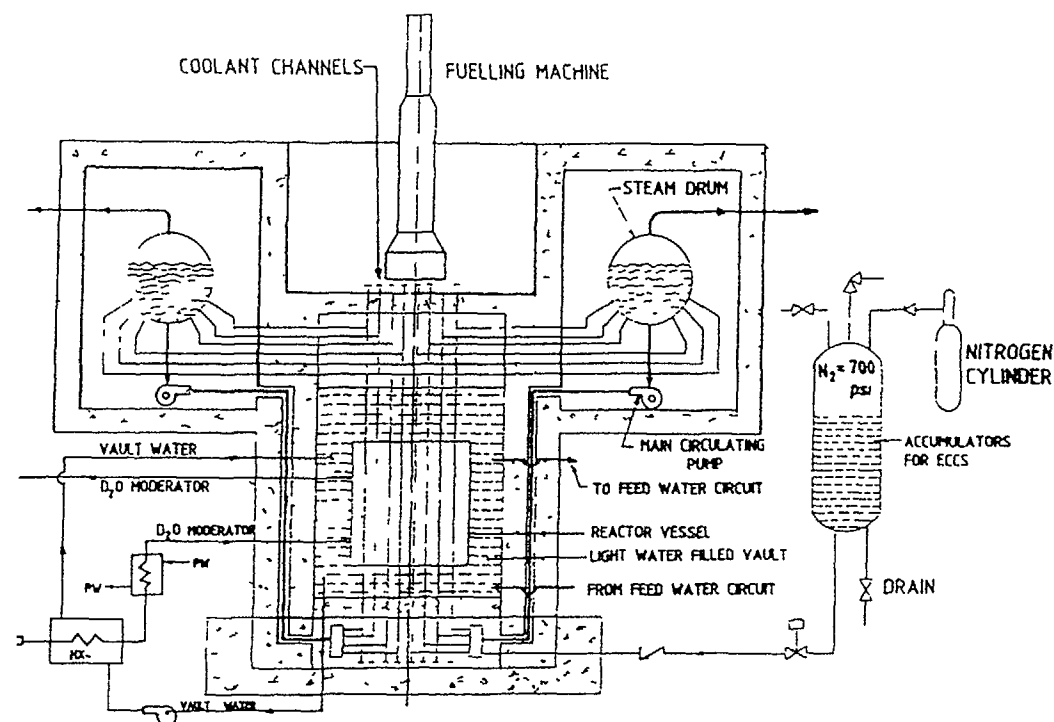 COOLANT CHANNELS
FUELLING MACHINE
STEAM DRUM
NITROGEN
CYLINDER
N₂= 700
psi
ACCUMULATORS
FOR ECCS
MAIN CIRCULATING
PUMP
VAULT WATER
TO FEED WATER CIRCUIT
D₂O MODERATOR
D₂O MODERATOR
REACTOR VESSEL
LIGHT WATER FILLED VAULT
PW
PW
FROM FEED WATER CIRCUIT
DRAIN
HX-
VAULT WATER